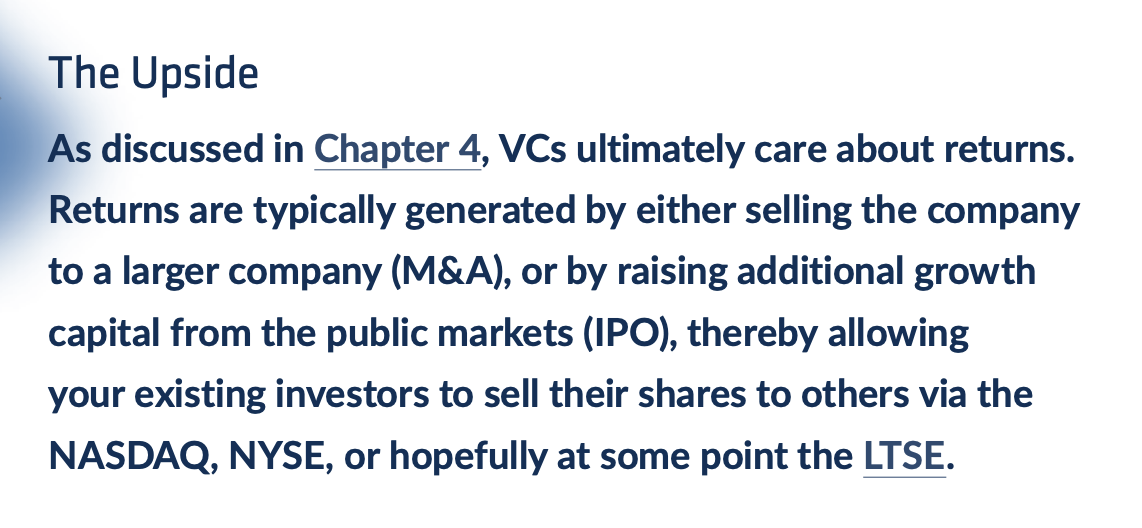 The Upside
As discussed in Chapter 4, VCs ultimately care about returns.
Returns are typically generated by either selling the company
to a larger company (M&A), or by raising additional growth
capital from the public markets (IPO), thereby allowing
your existing investors to sell their shares to others via the
NASDAQ, NYSE, or hopefully at some point the LTSE.